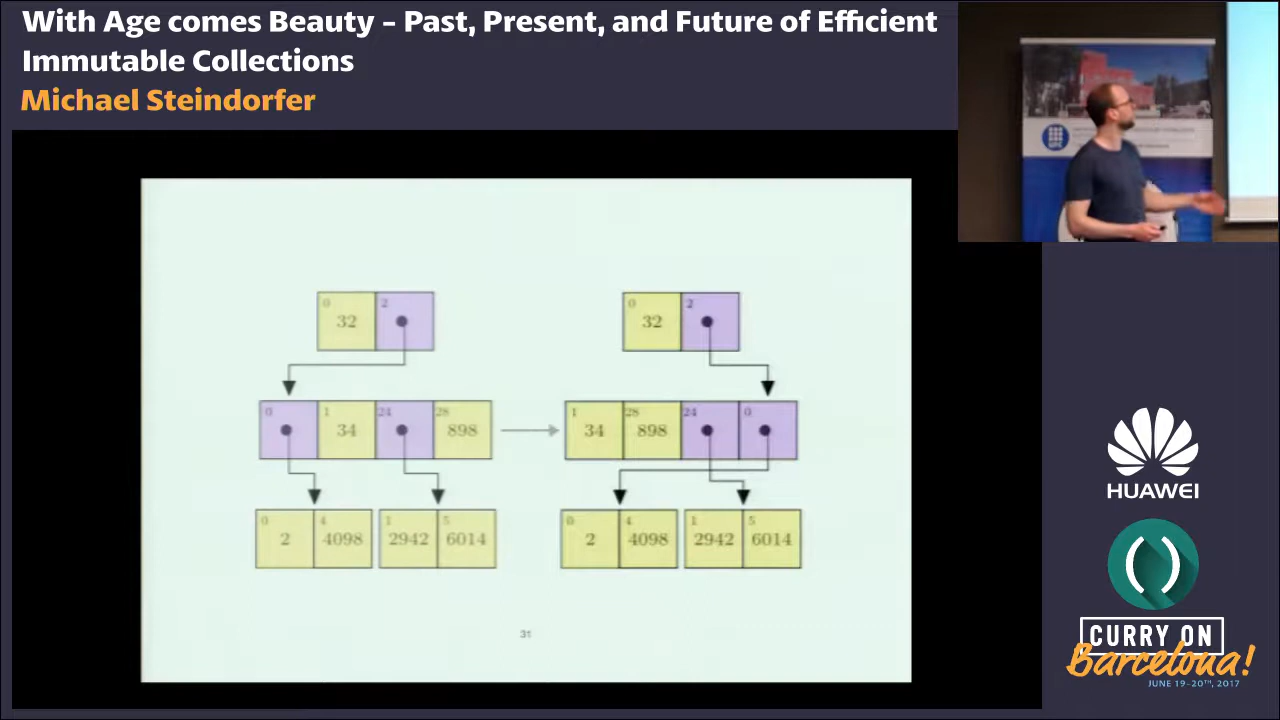 With Age comes Beauty – Past, Present, and Future of Efficient
Immutable Collections
Michael Steindorfer
0 2
32
0 2
32
0 1 24 28
34 898
1 28 24 0
34 898
0 4 1 5
2 4098 2942 6014
0 4 1 5
2 4098 2942 6014
31
HUAWEI
CURRY ON
Barcelona!
JUNE 19-20TH, 2017